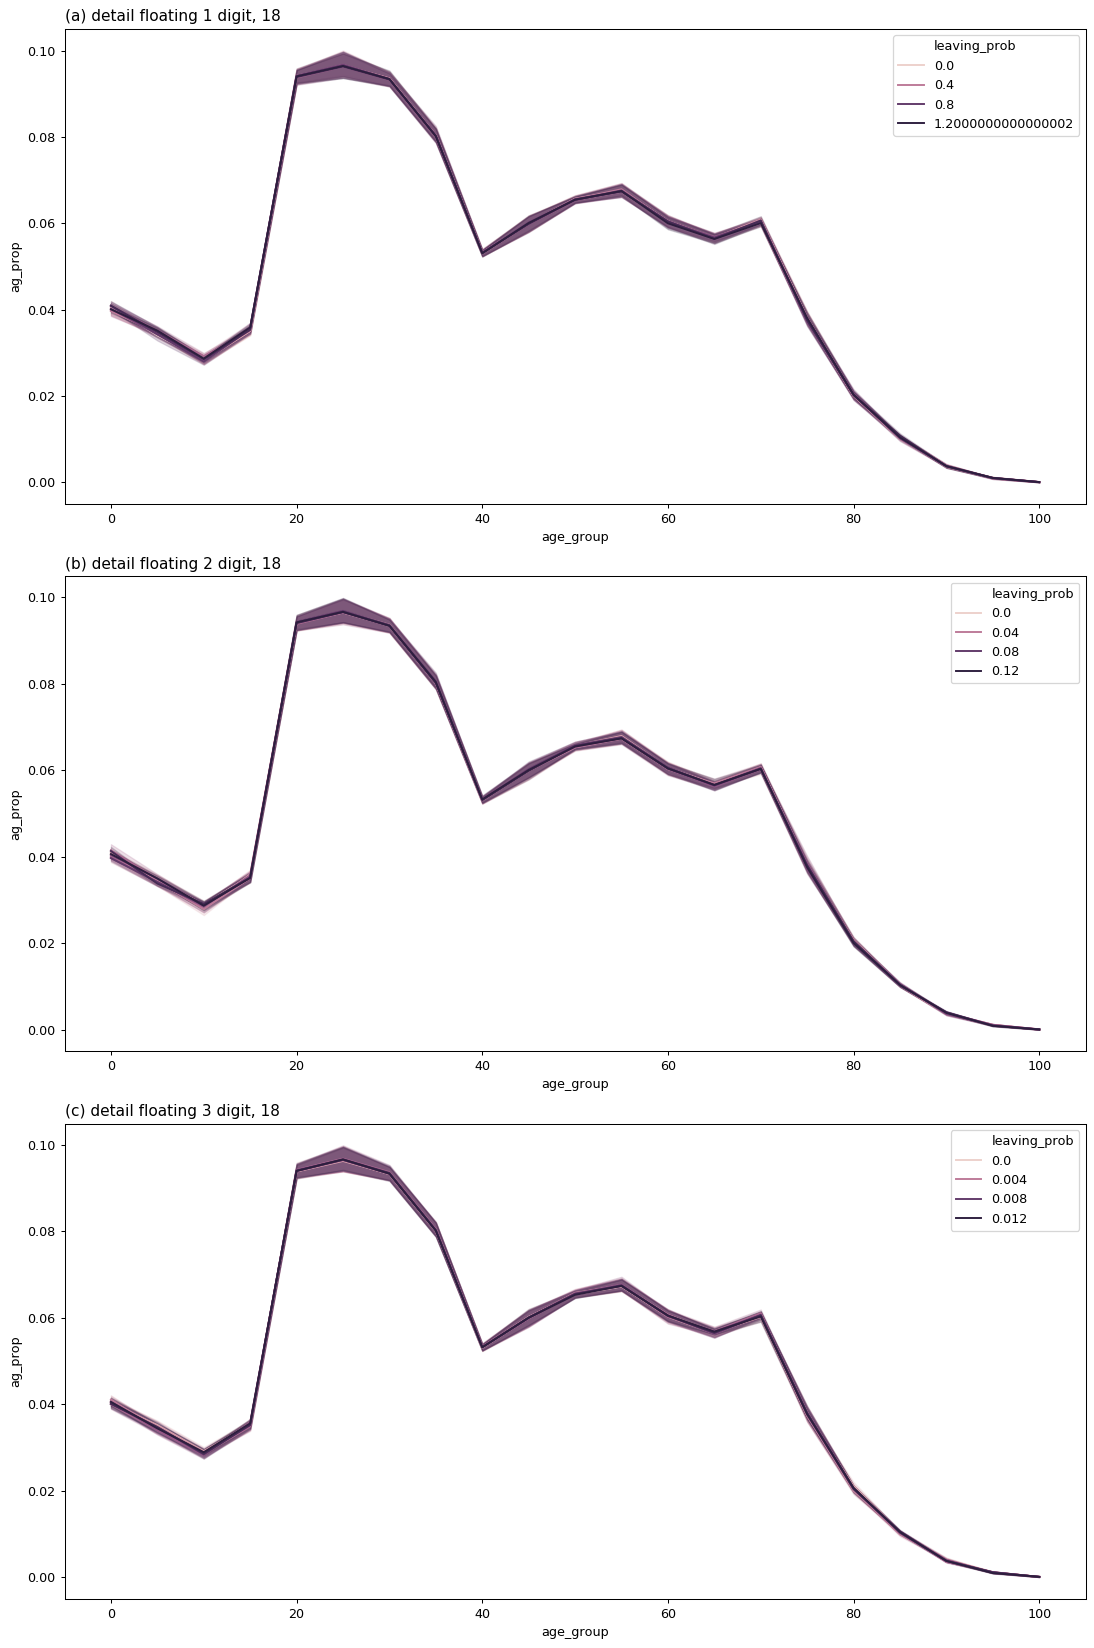 (a) detail floating 1 digit, 18
0.10
0.08
0.06
0.04
0.02
0.00
ag_prop
leaving_prob
0.0
0.4
0.8
1.2000000000000002
0 20 40 60 80 100
age_group
(b) detail floating 2 digit, 18
0.10
0.08
0.06
0.04
0.02
0.00
ag_prop
leaving_prob
0.0
0.04
0.08
0.12
0 20 40 60 80 100
age_group
(c) detail floating 3 digit, 18
0.10
0.08
0.06
0.04
0.02
0.00
ag_prop
leaving_prob
0.0
0.004
0.008
0.012
0 20 40 60 80 100
age_group